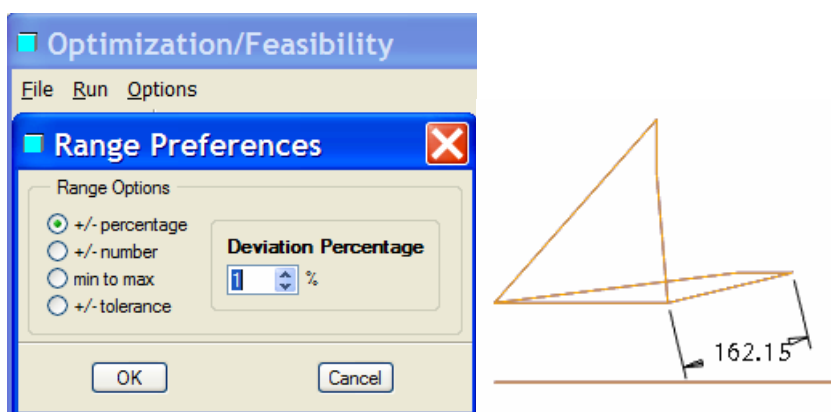 Optimization/Feasibility
File Run Options
Range Preferences
Range Options
+/- percentage
+/- number
min to max
+/- tolerance
Deviation Percentage
1 %
OK Cancel
162.15